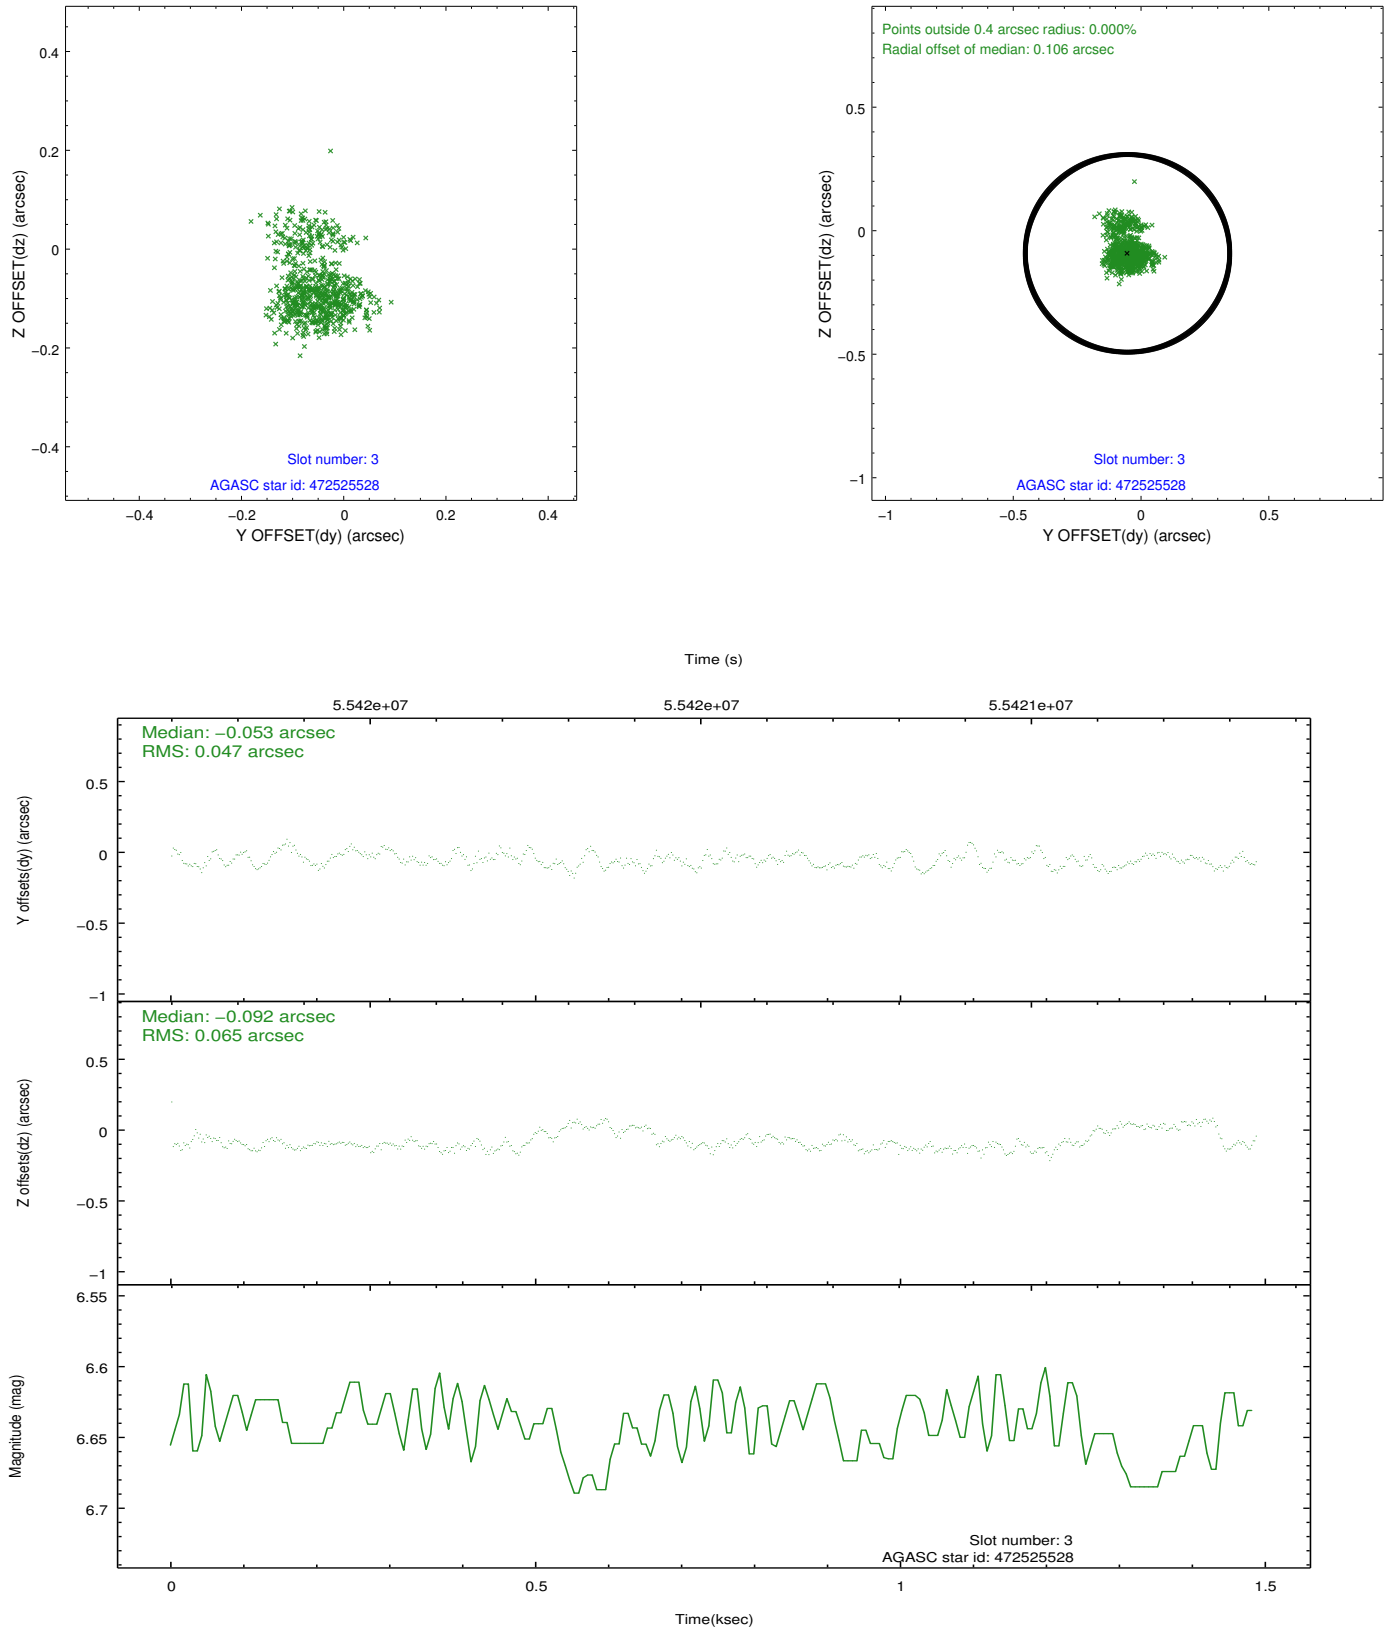 0.4
0.2
0
−0.2
−0.4
Z OFFSET(dz) (arcsec)
Slot number: 3
AGASC star id: 472525528
−0.4
−0.2
0
0.2
0.4
Y OFFSET(dy) (arcsec)
Points outside 0.4 arcsec radius: 0.000%
Radial offset of median: 0.106 arcsec
0.5
0
−0.5
−1
Z OFFSET(dz) (arcsec)
Slot number: 3
AGASC star id: 472525528
−1
−0.5
0
0.5
Y OFFSET(dy) (arcsec)
Time (s)
5.542e+07
5.542e+07
5.5421e+07
Median: −0.053 arcsec
RMS: 0.047 arcsec
0.5
0
−0.5
−1
Y offsets(dy) (arcsec)
Median: −0.092 arcsec
RMS: 0.065 arcsec
0.5
0
−0.5
−1
Z offsets(dz) (arcsec)
6.55
6.6
6.65
6.7
Magnitude (mag)
Slot number: 3
AGASC star id: 472525528
0
0.5
1
1.5
Time(ksec)